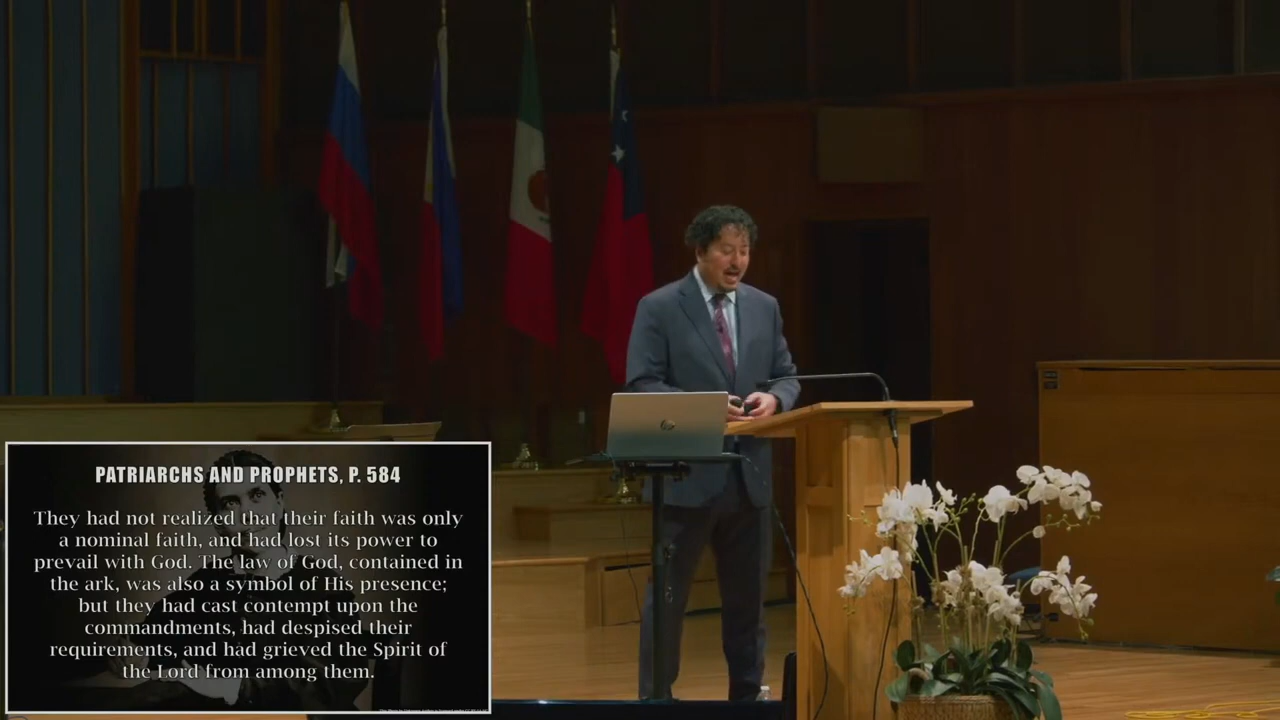 PATRIARCHS AND PROPHETS, P. 584
They had not realized that their faith was only
a nominal faith, and had lost its power to
prevail with God. The law of God, contained in
the ark, was also a symbol of His presence;
but they had cast contempt upon the
commandments, had despised their
requirements, and had grieved the Spirit of
the Lord from among them.
hp